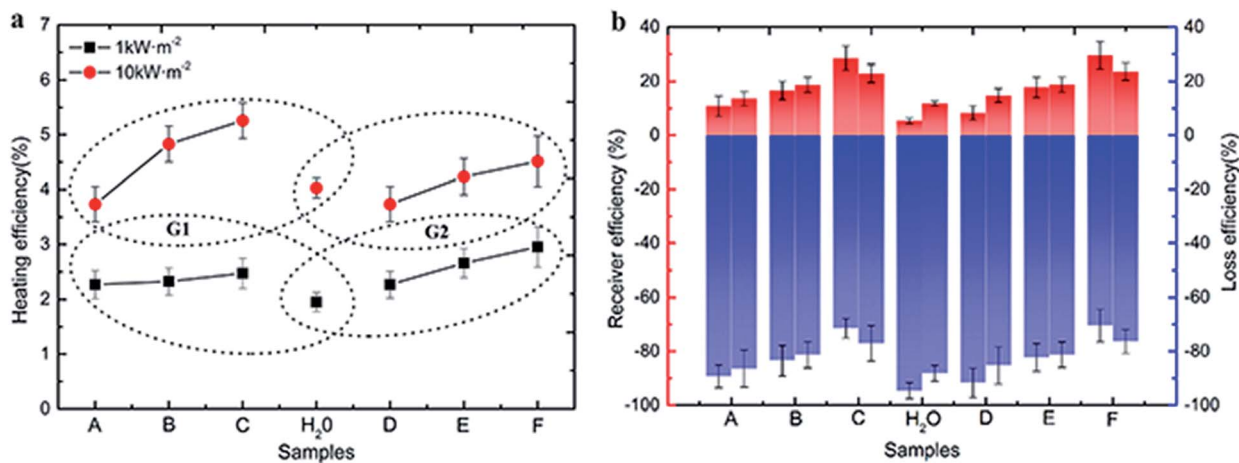 a
Heating efficiency(%)
7
6
5
4
3
2
1
0
1kW·m-2
10kW·m-2
G1
G2
A B C H20 D E F
Samples
b
Receiver efficiency (%)
40
20
0
-20
-40
-60
-80
-100
40
20
0
-20
-40
-60
-80
-100
Loss efficiency(%)
A B C H2O D E F
Samples